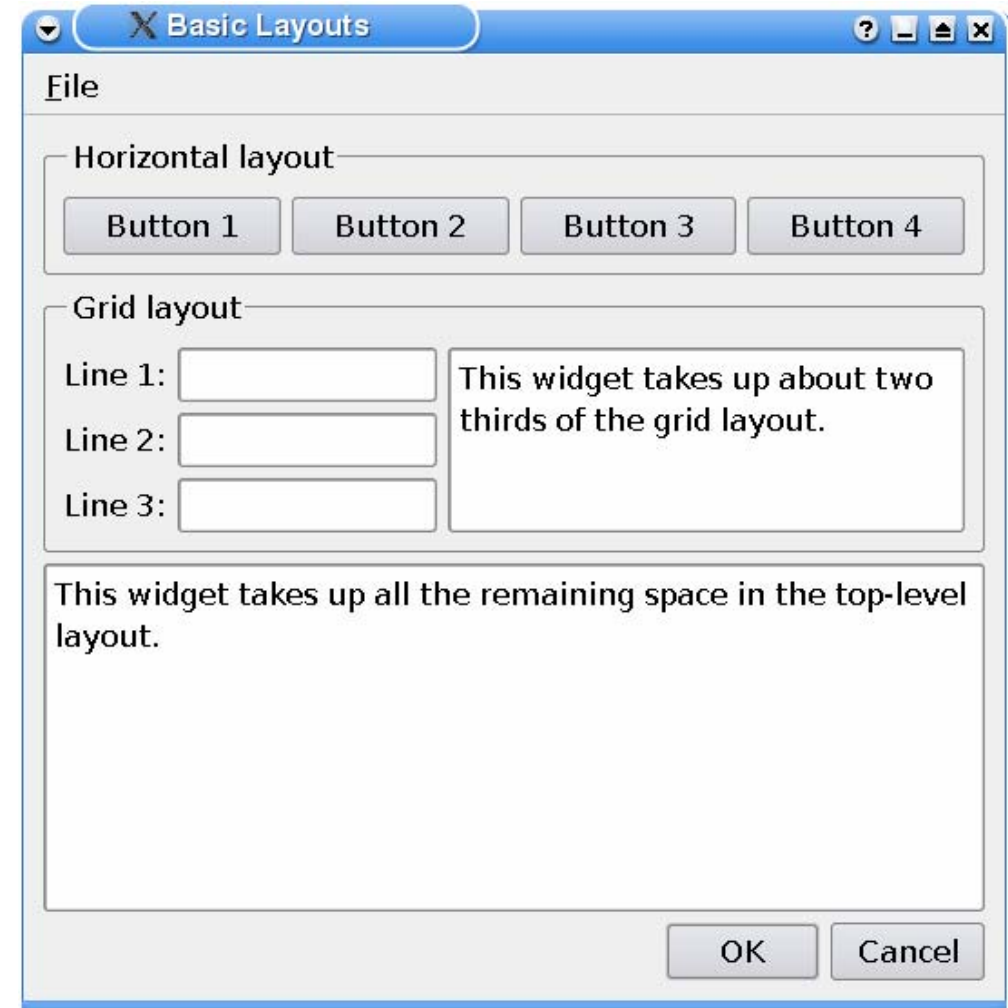 Basic Layouts
File
Horizontal layout
Button 1 Button 2 Button 3 Button 4
Grid layout
Line 1:
Line 2:
Line 3:
This widget takes up about two
thirds of the grid layout.
This widget takes up all the remaining space in the top-level
layout.
OK Cancel